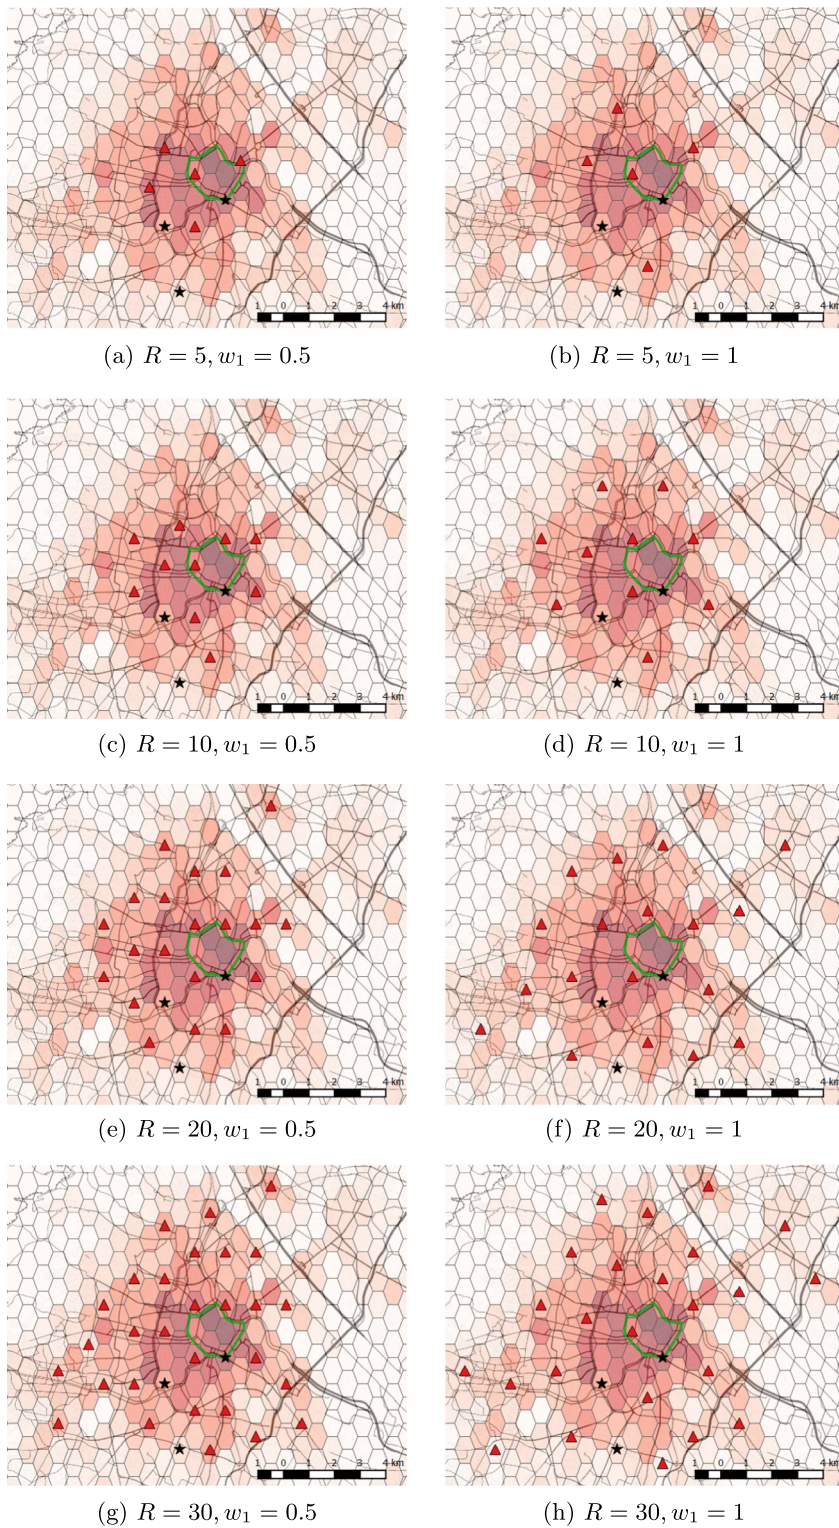 1 0 1 2 3 4 km
1 0 1 2 3 4 km
(a) R = 5, w₁ = 0.5
(b) R = 5, w₁ = 1
1 0 1 2 3 4 km
1 0 1 2 3 4 km
(c) R = 10, w₁ = 0.5
(d) R = 10, w₁ = 1
1 0 1 2 3 4 km
1 0 1 2 3 4 km
(e) R = 20, w₁ = 0.5
(f) R = 20, w₁ = 1
1 0 1 2 3 4 km
1 0 1 2 3 4 km
(g) R = 30, w₁ = 0.5
(h) R = 30, w₁ = 1